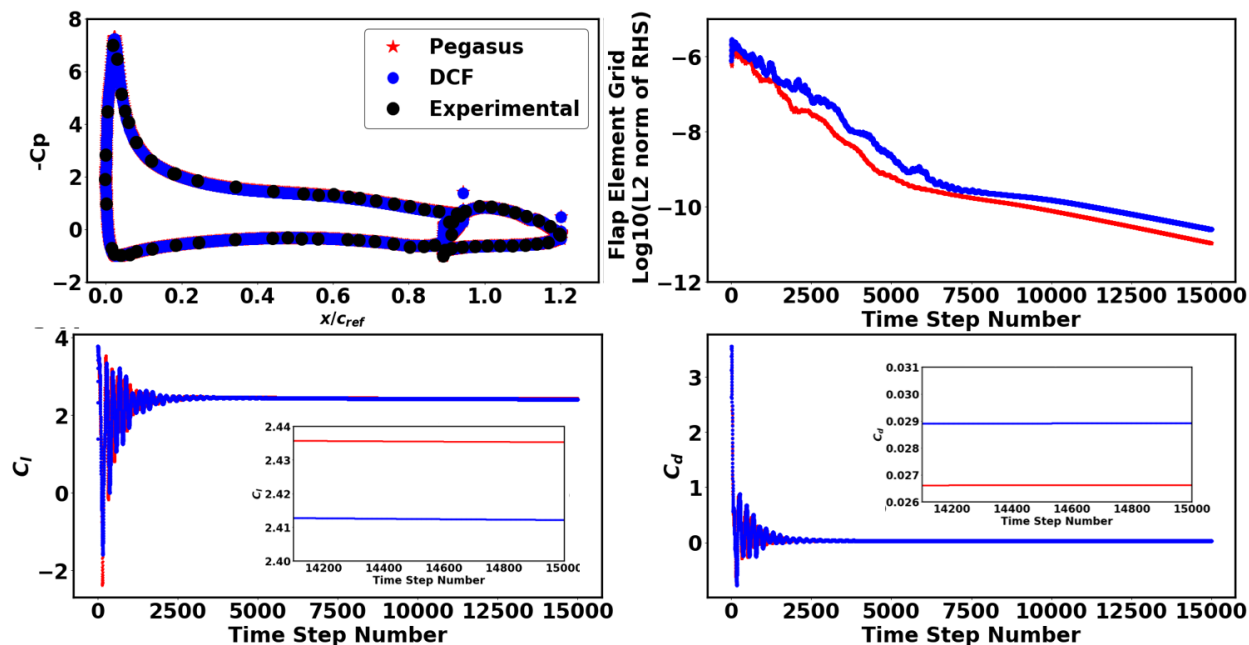 8
6
4
2
0
−2
-Cp
Pegasus
DCF
Experimental
0.0 0.2 0.4 0.6 0.8 1.0 1.2
x/c_ref
−6
−8
−10
−12
Flap Element Grid
Log10(L2 norm of RHS)
0 2500 5000 7500 10000 12500 15000
Time Step Number
4
2
0
−2
C_l
2.44
2.43
2.42
2.41
2.40
C_l
14200 14400 14600 14800 15000
Time Step Number
0 2500 5000 7500 10000 12500 15000
Time Step Number
3
2
1
0
C_d
0.031
0.030
0.029
0.028
0.027
0.026
C_d
14200 14400 14600 14800 15000
Time Step Number
0 2500 5000 7500 10000 12500 15000
Time Step Number